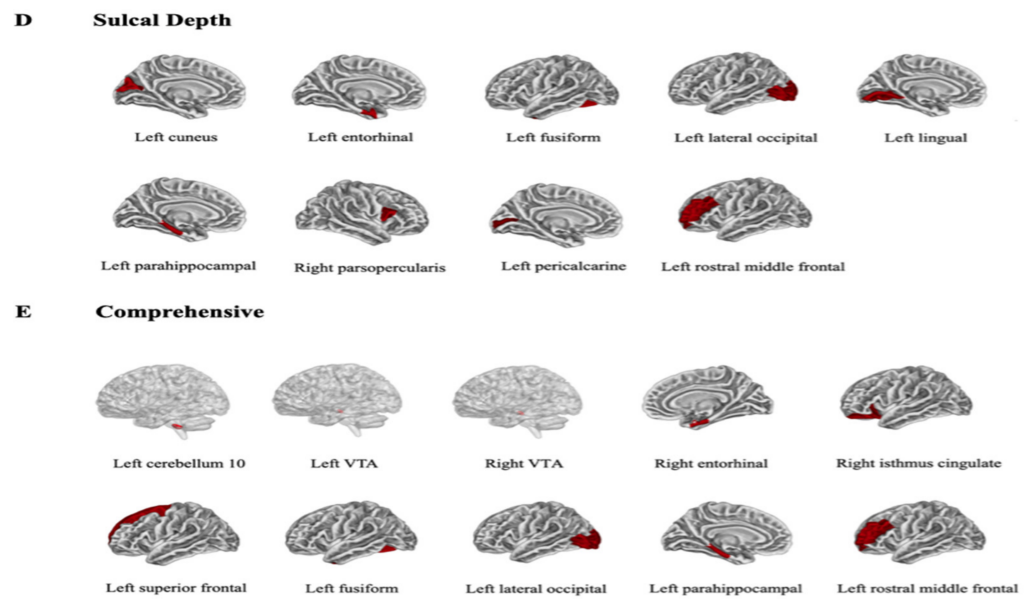 D Sulcal Depth
Left cuneus Left entorhinal Left fusiform Left lateral occipital Left lingual
Left parahippocampal Right parsopercularis Left pericalcarine Left rostral middle frontal
E Comprehensive
Left cerebellum 10 Left VTA Right VTA Right entorhinal Right isthmus cingulate
Left superior frontal Left fusiform Left lateral occipital Left parahippocampal Left rostral middle frontal